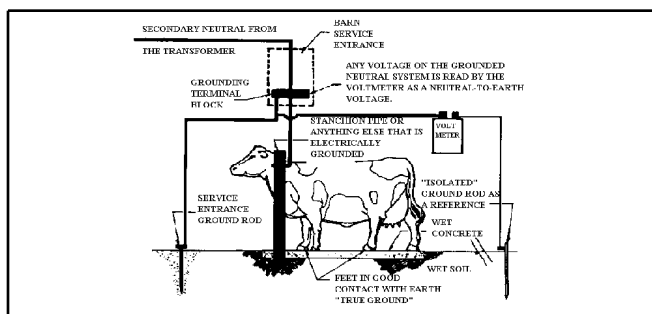 SECONDARY NEUTRAL FROM
THE TRANSFORMER
BARN
SERVICE
ENTRANCE
ANY VOLTAGE ON THE GROUNDED
NEUTRAL SYSTEM IS READ BY THE
VOLTMETER AS A NEUTRAL-TO-EARTH
VOLTAGE.
GROUNDING
TERMINAL
BLOCK
STANCHION PIPE OR
ANYTHING ELSE THAT IS
ELECTRICALLY
GROUNDED
VOLT
METER
"ISOLATED"
GROUND ROD AS
A REFERENCE
SERVICE
ENTRANCE
GROUND ROD
WET
CONCRETE
WET SOIL
FEET IN GOOD
CONTACT WITH EARTH
"TRUE GROUND"